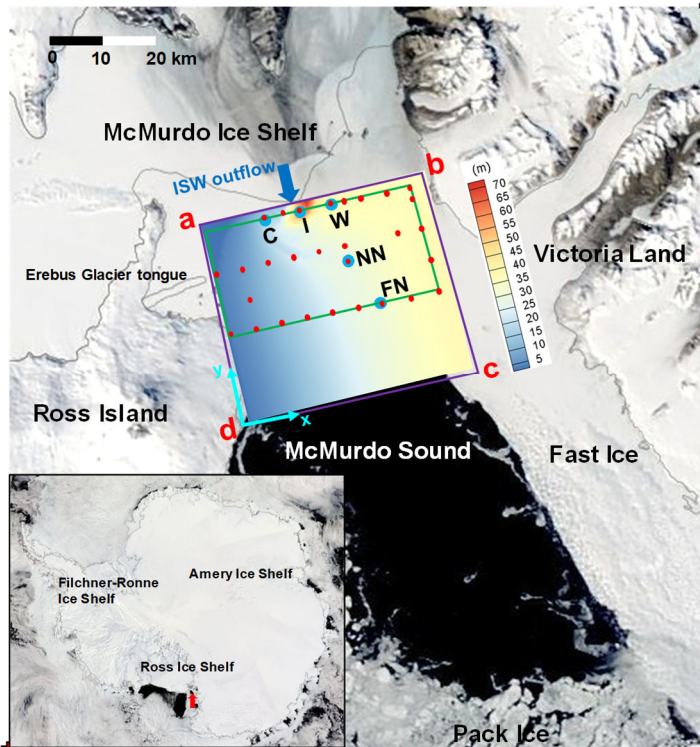 0 10 20 km
McMurdo Ice Shelf
ISW outflow
a
b
(m)
70
65
60
55
50
45
40
35
30
25
20
15
10
5
C
I
W
NN
FN
Victoria Land
Erebus Glacier tongue
y
x
c
d
Ross Island
McMurdo Sound
Fast Ice
Filchner-Ronne
Ice Shelf
Amery Ice Shelf
Ross Ice Shelf
Pack Ice